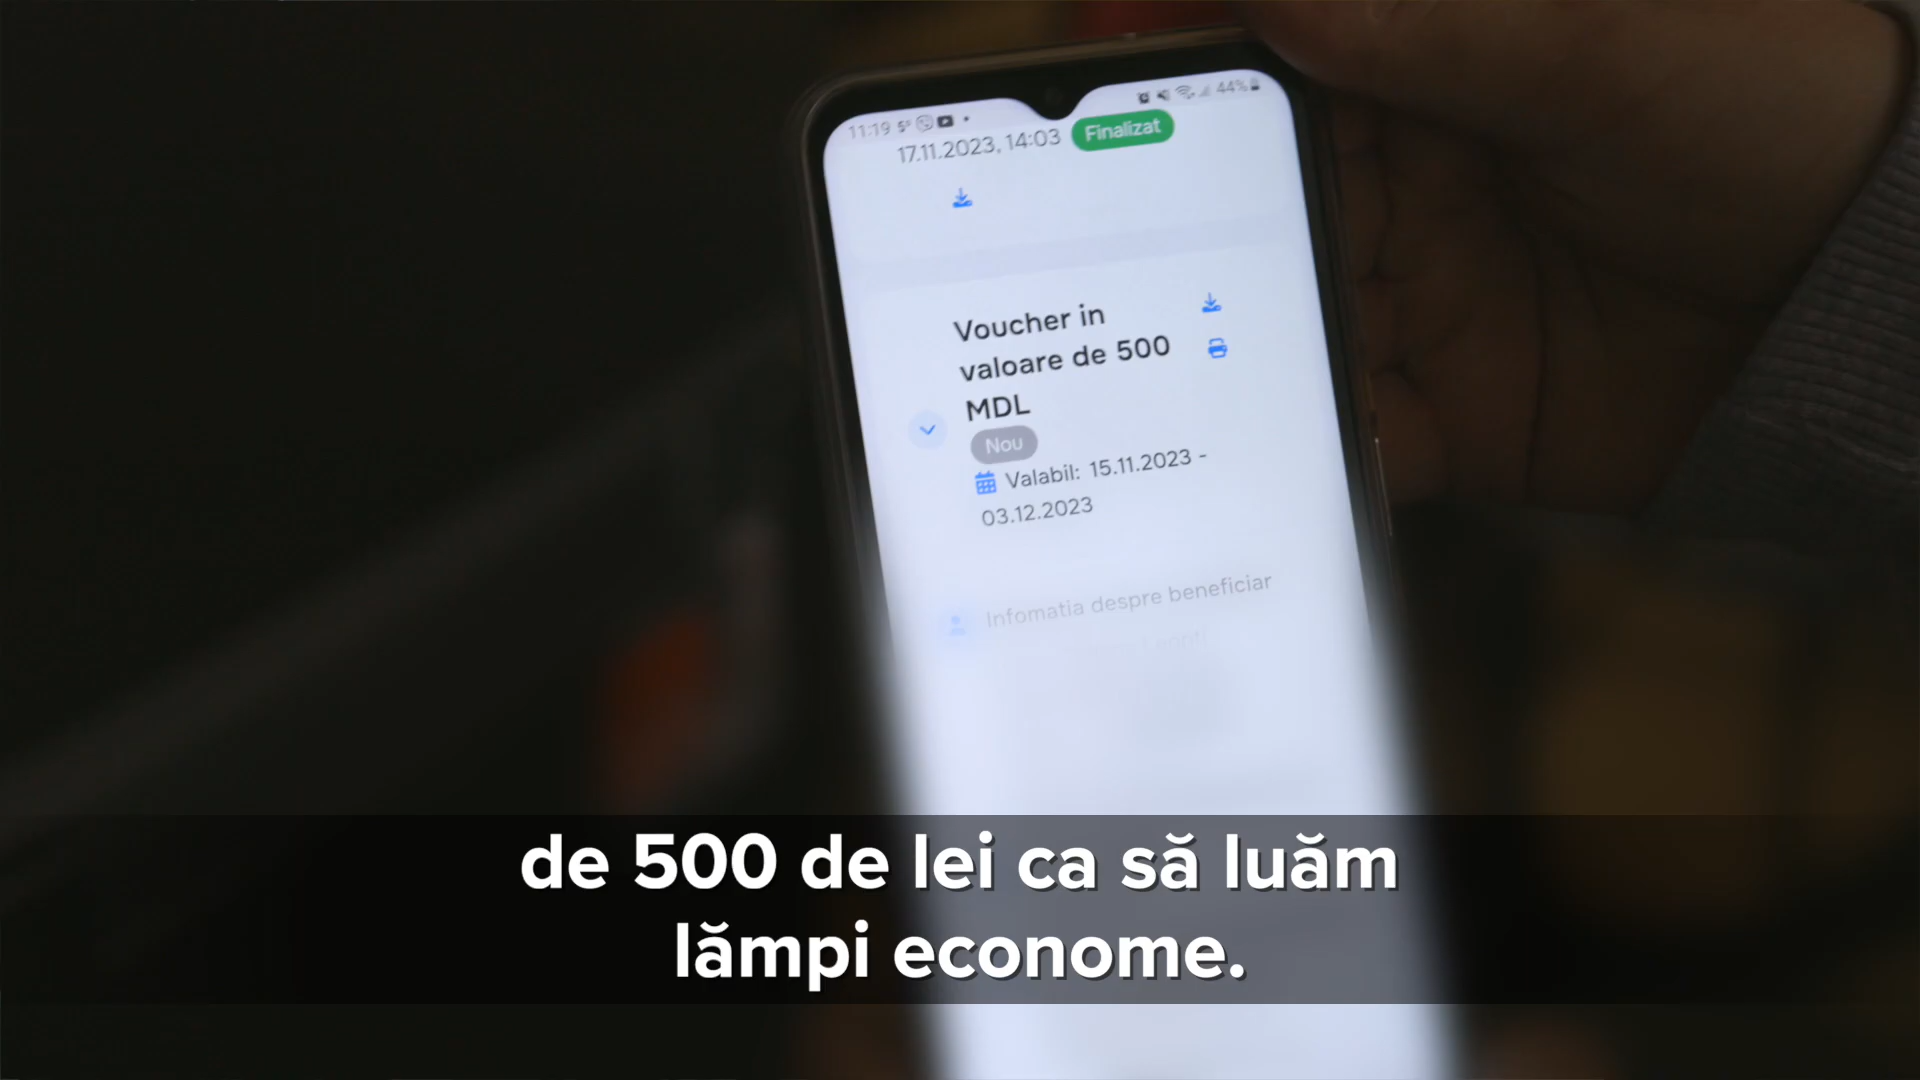 11:19 5° 44%
17.11.2023, 14:03 Finalizat
Voucher in
valoare de 500
MDL
Nou
Valabil: 15.11.2023 -
03.12.2023
Infomatia despre beneficiar
de 500 de lei ca să luăm
lămpi econome.